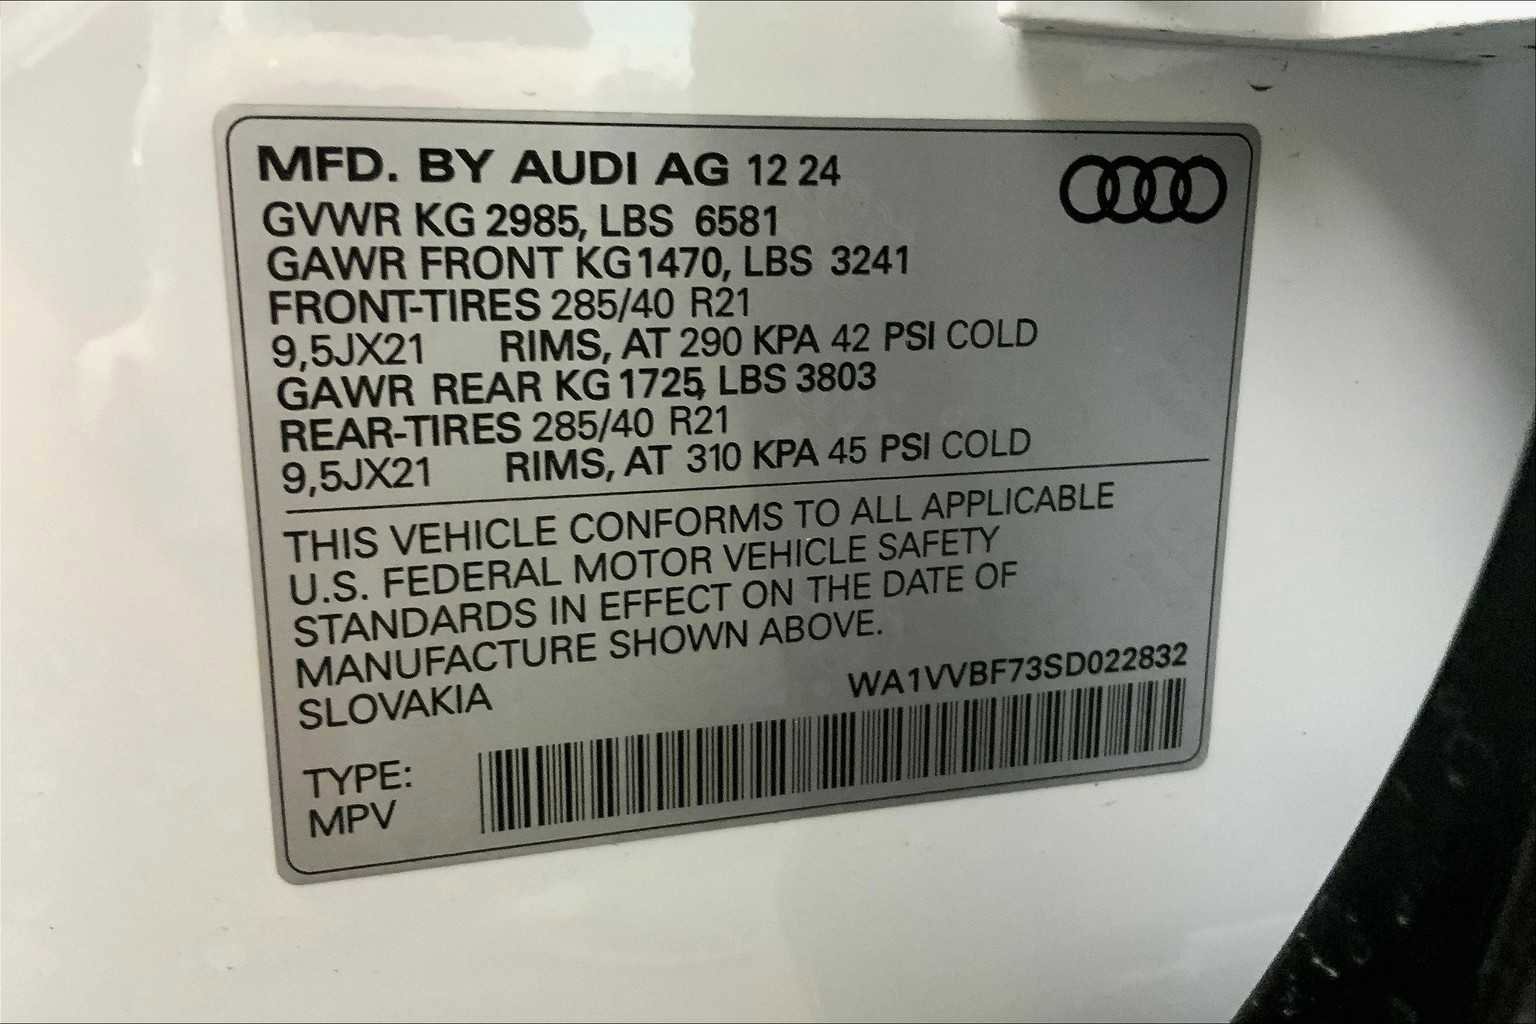 MFD. BY AUDI AG 12 24
GVWR KG 2985, LBS 6581
GAWR FRONT KG 1470, LBS 3241
FRONT-TIRES 285/40 R21
9,5JX21 RIMS, AT 290 KPA 42 PSI COLD
GAWR REAR KG 1725, LBS 3803
REAR-TIRES 285/40 R21
9,5JX21 RIMS, AT 310 KPA 45 PSI COLD
THIS VEHICLE CONFORMS TO ALL APPLICABLE
U.S. FEDERAL MOTOR VEHICLE SAFETY
STANDARDS IN EFFECT ON THE DATE OF
MANUFACTURE SHOWN ABOVE.
SLOVAKIA
WA1VVBF73SD022832
TYPE:
MPV